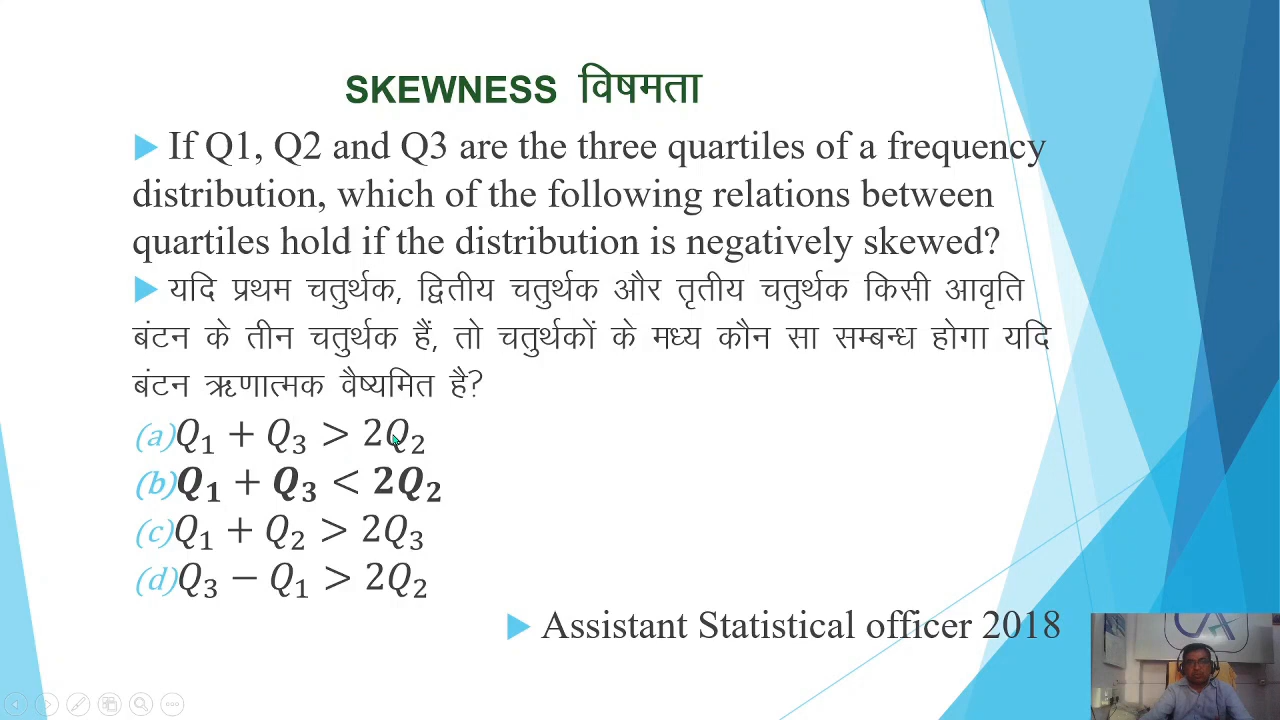 SKEWNESS विषमता
If Q1, Q2 and Q3 are the three quartiles of a frequency
distribution, which of the following relations between
quartiles hold if the distribution is negatively skewed?
यदि प्रथम चतुर्थक, द्वितीय चतुर्थक और तृतीय चतुर्थक किसी आवृति
बंटन के तीन चतुर्थक हैं, तो चतुर्थकों के मध्य कौन सा सम्बन्ध होगा यदि
बंटन ऋणात्मक वैष्यमित है?
(a) Q₁ + Q₃ > 2Q₂
(b) Q₁ + Q₃ < 2Q₂
(c) Q₁ + Q₂ > 2Q₃
(d) Q₃ − Q₁ > 2Q₂
Assistant Statistical officer 2018